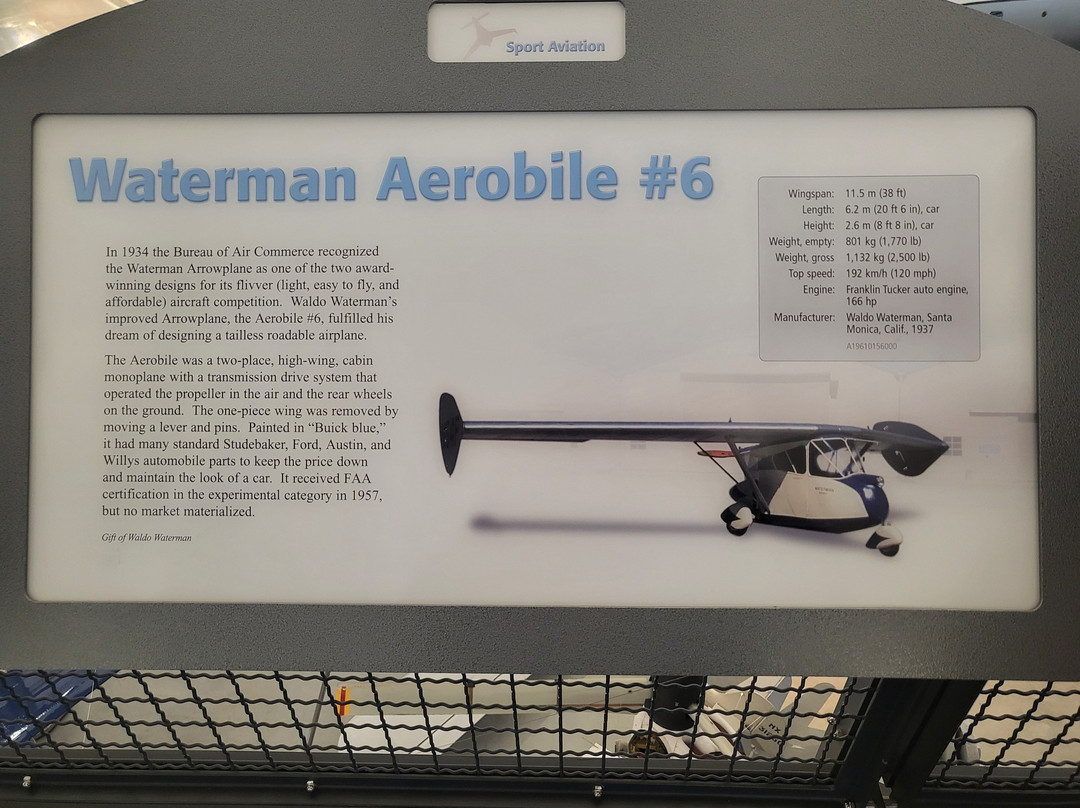 Sport Aviation
Waterman Aerobile #6
In 1934 the Bureau of Air Commerce recognized
the Waterman Arrowplane as one of the two award-
winning designs for its flivver (light, easy to fly, and
affordable) aircraft competition.  Waldo Waterman's
improved Arrowplane, the Aerobile #6, fulfilled his
dream of designing a tailless roadable airplane.
The Aerobile was a two-place, high-wing, cabin
monoplane with a transmission drive system that
operated the propeller in the air and the rear wheels
on the ground.  The one-piece wing was removed by
moving a lever and pins.  Painted in “Buick blue,”
it had many standard Studebaker, Ford, Austin, and
Willys automobile parts to keep the price down
and maintain the look of a car.  It received FAA
certification in the experimental category in 1957,
but no market materialized.
Gift of Waldo Waterman
Wingspan: 11.5 m (38 ft)
Length: 6.2 m (20 ft 6 in), car
Height: 2.6 m (8 ft 8 in), car
Weight, empty: 801 kg (1,770 lb)
Weight, gross 1,132 kg (2,500 lb)
Top speed: 192 km/h (120 mph)
Engine: Franklin Tucker auto engine,
166 hp
Manufacturer: Waldo Waterman, Santa
Monica, Calif., 1937
A19610156000